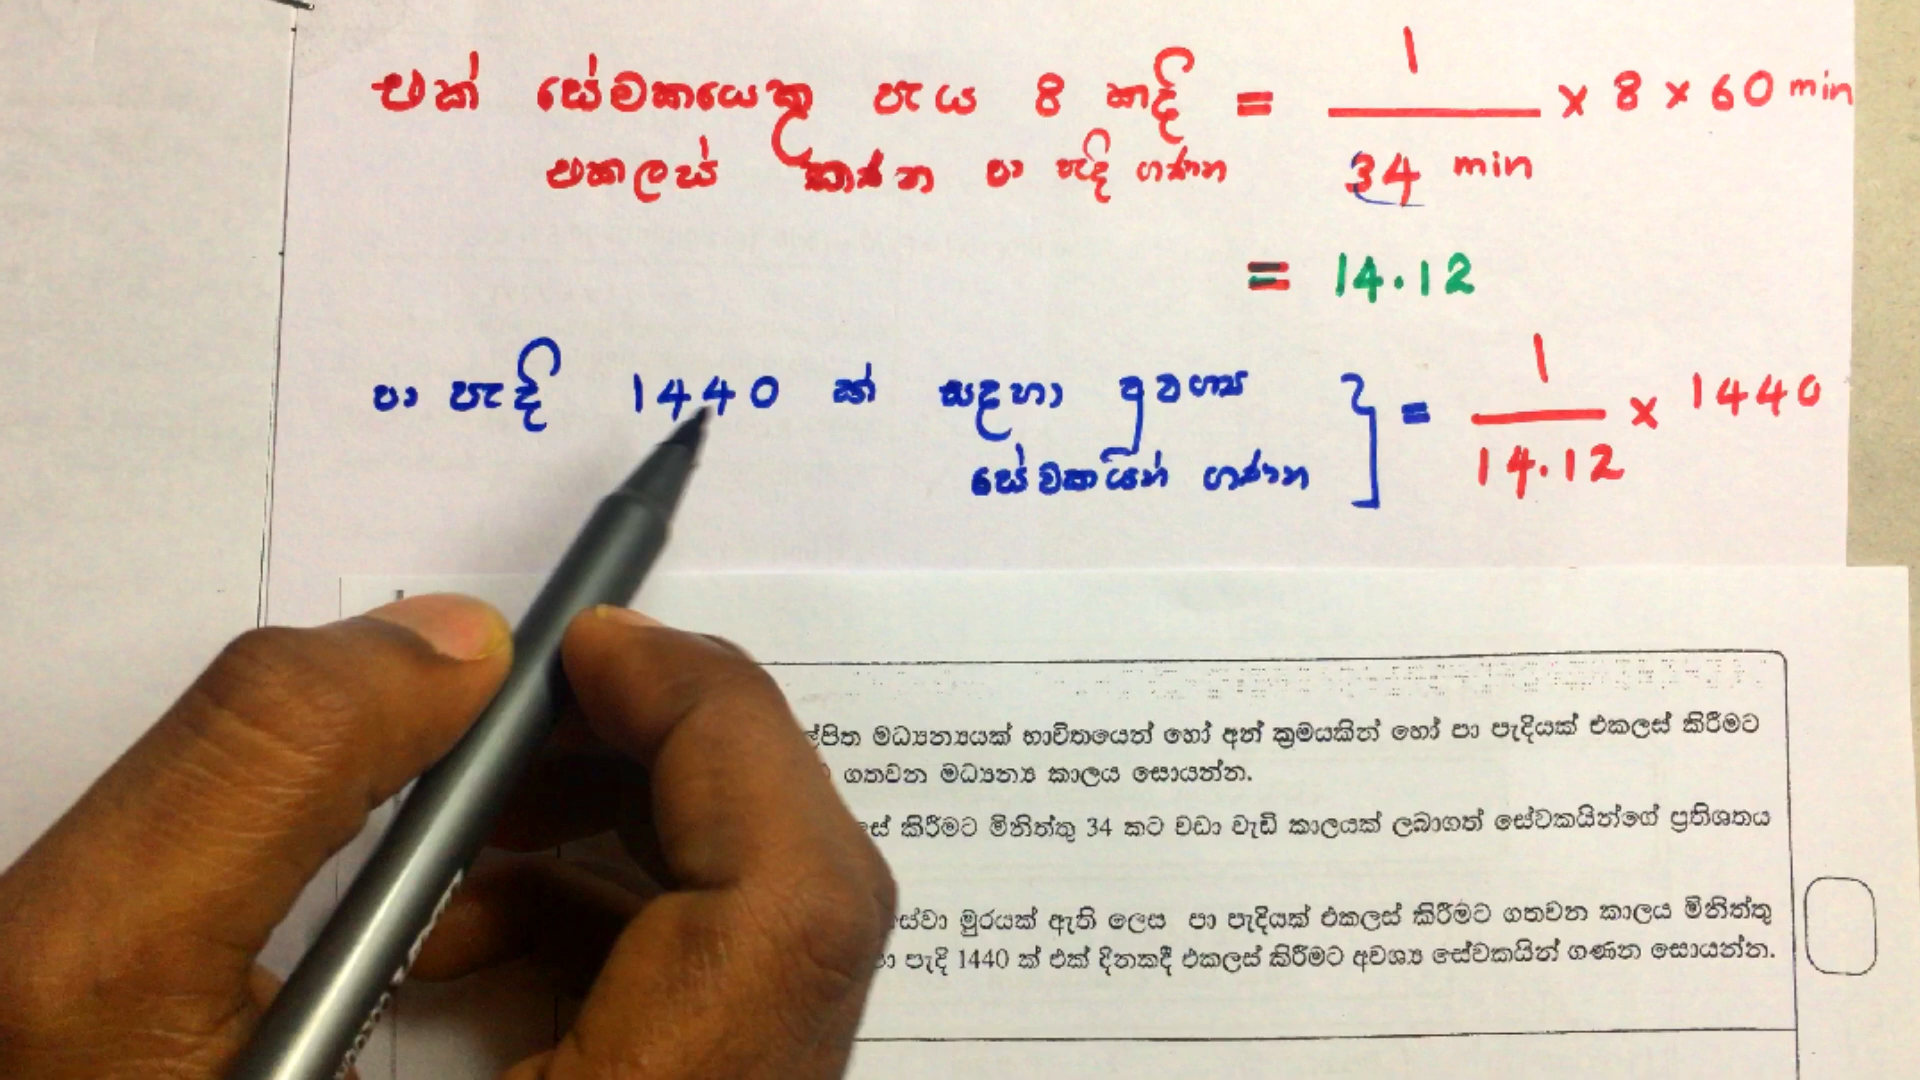 එක් සේවකයෙකු පැය 8 කදි = 1 / 34 min × 8 × 60 min
එකලස් කරන පා පැදි ගණන
= 14.12
පා පැදි 1440 ක් සඳහා අවශ්‍ය සේවකයින් ගණන } = 1 / 14.12 × 1440
මධ්‍යන්‍යයක් භාවිතයෙන් හෝ අන් ක්‍රමයකින් හෝ පා පැදියක් එකලස් කිරීමට
ගතවන මධ්‍යන්‍ය කාලය සොයන්න.
කිරීමට මිනිත්තු 34 කට වඩා වැඩි කාලයක් ලබාගත් සේවකයින්ගේ ප්‍රතිශතය
මුරයක් ඇති ලෙස පා පැදියක් එකලස් කිරීමට ගතවන කාලය මිනිත්තු
පැදි 1440 ක් එක් දිනකදී එකලස් කිරීමට අවශ්‍ය සේවකයින් ගණන සොයන්න.